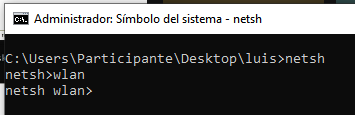 Administrador: Símbolo del sistema - netsh
C:\Users\Participante\Desktop\luis>netsh
netsh>wlan
netsh wlan>